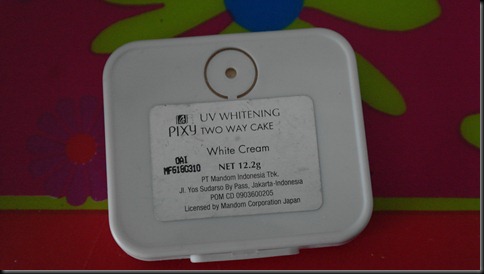 UV WHITENING
PIXY TWO WAY CAKE
White Cream
OAI
MF619G310
NET 12.2g
PT Mandom Indonesia Tbk.
Jl. Yos Sudarso By Pass, Jakarta-Indonesia
POM CD 0903600205
Licensed by Mandom Corporation Japan